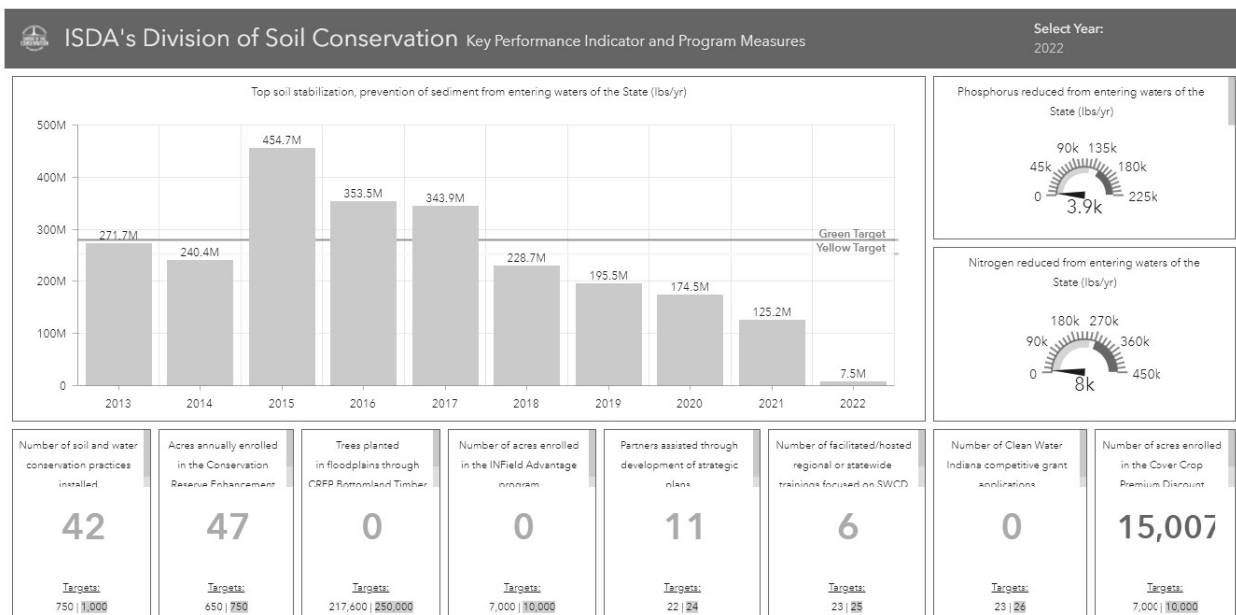 ISDA's Division of Soil Conservation Key Performance Indicator and Program Measures
Select Year:
2022
Top soil stabilization, prevention of sediment from entering waters of the State (lbs/yr)
500M
400M
300M
200M
100M
0
271.7M
240.4M
454.7M
353.5M
343.9M
228.7M
195.5M
174.5M
125.2M
7.5M
Green Target
Yellow Target
2013
2014
2015
2016
2017
2018
2019
2020
2021
2022
Phosphorus reduced from entering waters of the
State (lbs/yr)
0
45k
90k
135k
180k
225k
3.9k
Nitrogen reduced from entering waters of the
State (lbs/yr)
0
90k
180k
270k
360k
450k
8k
Number of soil and water
conservation practices
installed
42
Targets:
750 | 1,000
Acres annually enrolled
in the Conservation
Reserve Enhancement
47
Targets:
650 | 750
Trees planted
in floodplains through
CREP Bottomland Timber
0
Targets:
217,600 | 250,000
Number of acres enrolled
in the INField Advantage
program
0
Targets:
7,000 | 10,000
Partners assisted through
development of strategic
plans
11
Targets:
22 | 24
Number of facilitated/hosted
regional or statewide
trainings focused on SWCD
6
Targets:
23 | 25
Number of Clean Water
Indiana competitive grant
applications
0
Targets:
23 | 26
Number of acres enrolled
in the Cover Crop
Premium Discount
15,007
Targets:
7,000 | 10,000